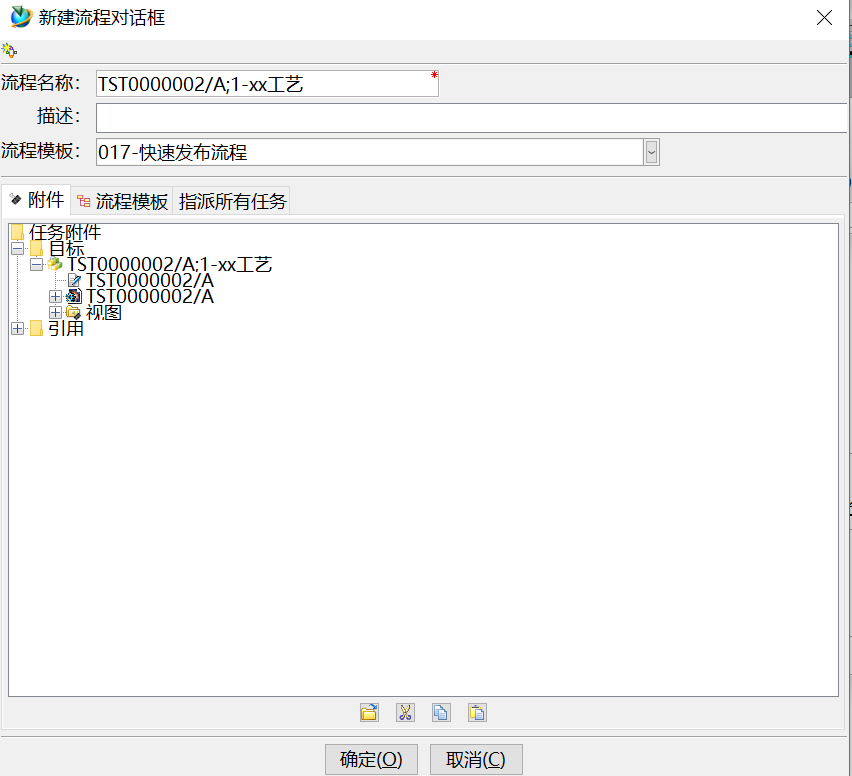 新建流程对话框
流程名称： TST0000002/A;1-xx工艺 *
描述：
流程模板： 017-快速发布流程
附件 流程模板 指派所有任务
任务附件
目标
TST0000002/A;1-xx工艺
TST0000002/A
TST0000002/A
视图
引用
确定(O) 取消(C)